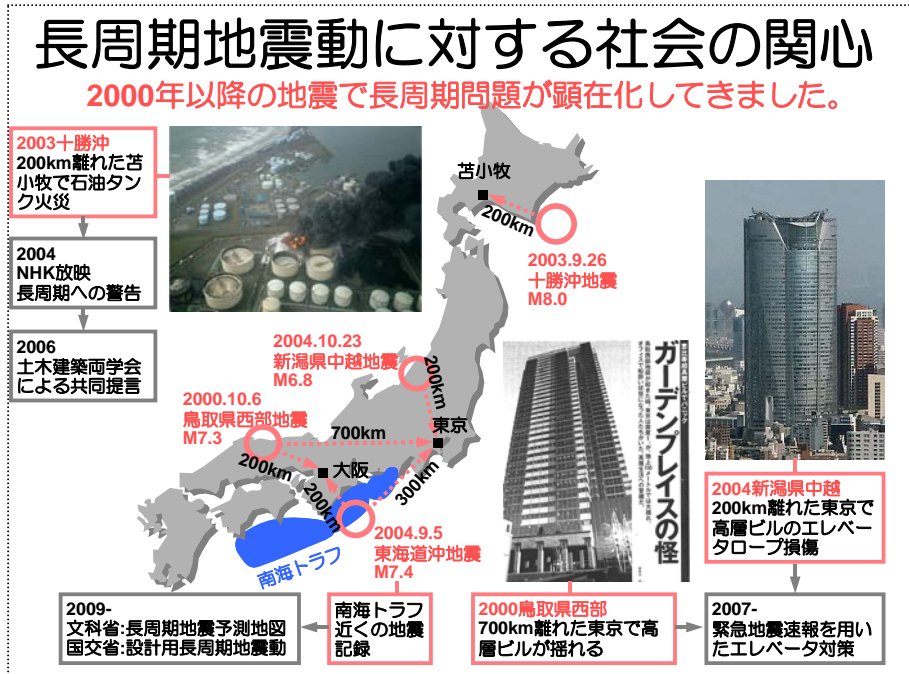 長周期地震動に対する社会の関心
2000年以降の地震で長周期問題が顕在化してきました。
2003十勝沖
200km離れた苫
小牧で石油タン
ク火災
2004
NHK放映
長周期への警告
2006
土木建築両学会
による共同提言
苫小牧
200km
2003.9.26
十勝沖地震
M8.0
2004.10.23
新潟県中越地震
M6.8
200km
2000.10.6
鳥取県西部地震
M7.3
700km
東京
200km
大阪
200km
300km
2004.9.5
東海道沖地震
M7.4
南海トラフ
ガーデンプレイスの怪
2004新潟県中越
200km離れた東京で
高層ビルのエレベー
タロープ損傷
2009-
文科省:長周期地震予測地図
国交省:設計用長周期地震動
南海トラフ
近くの地震
記録
2000鳥取県西部
700km離れた東京で高
層ビルが揺れる
2007-
緊急地震速報を用い
たエレベータ対策